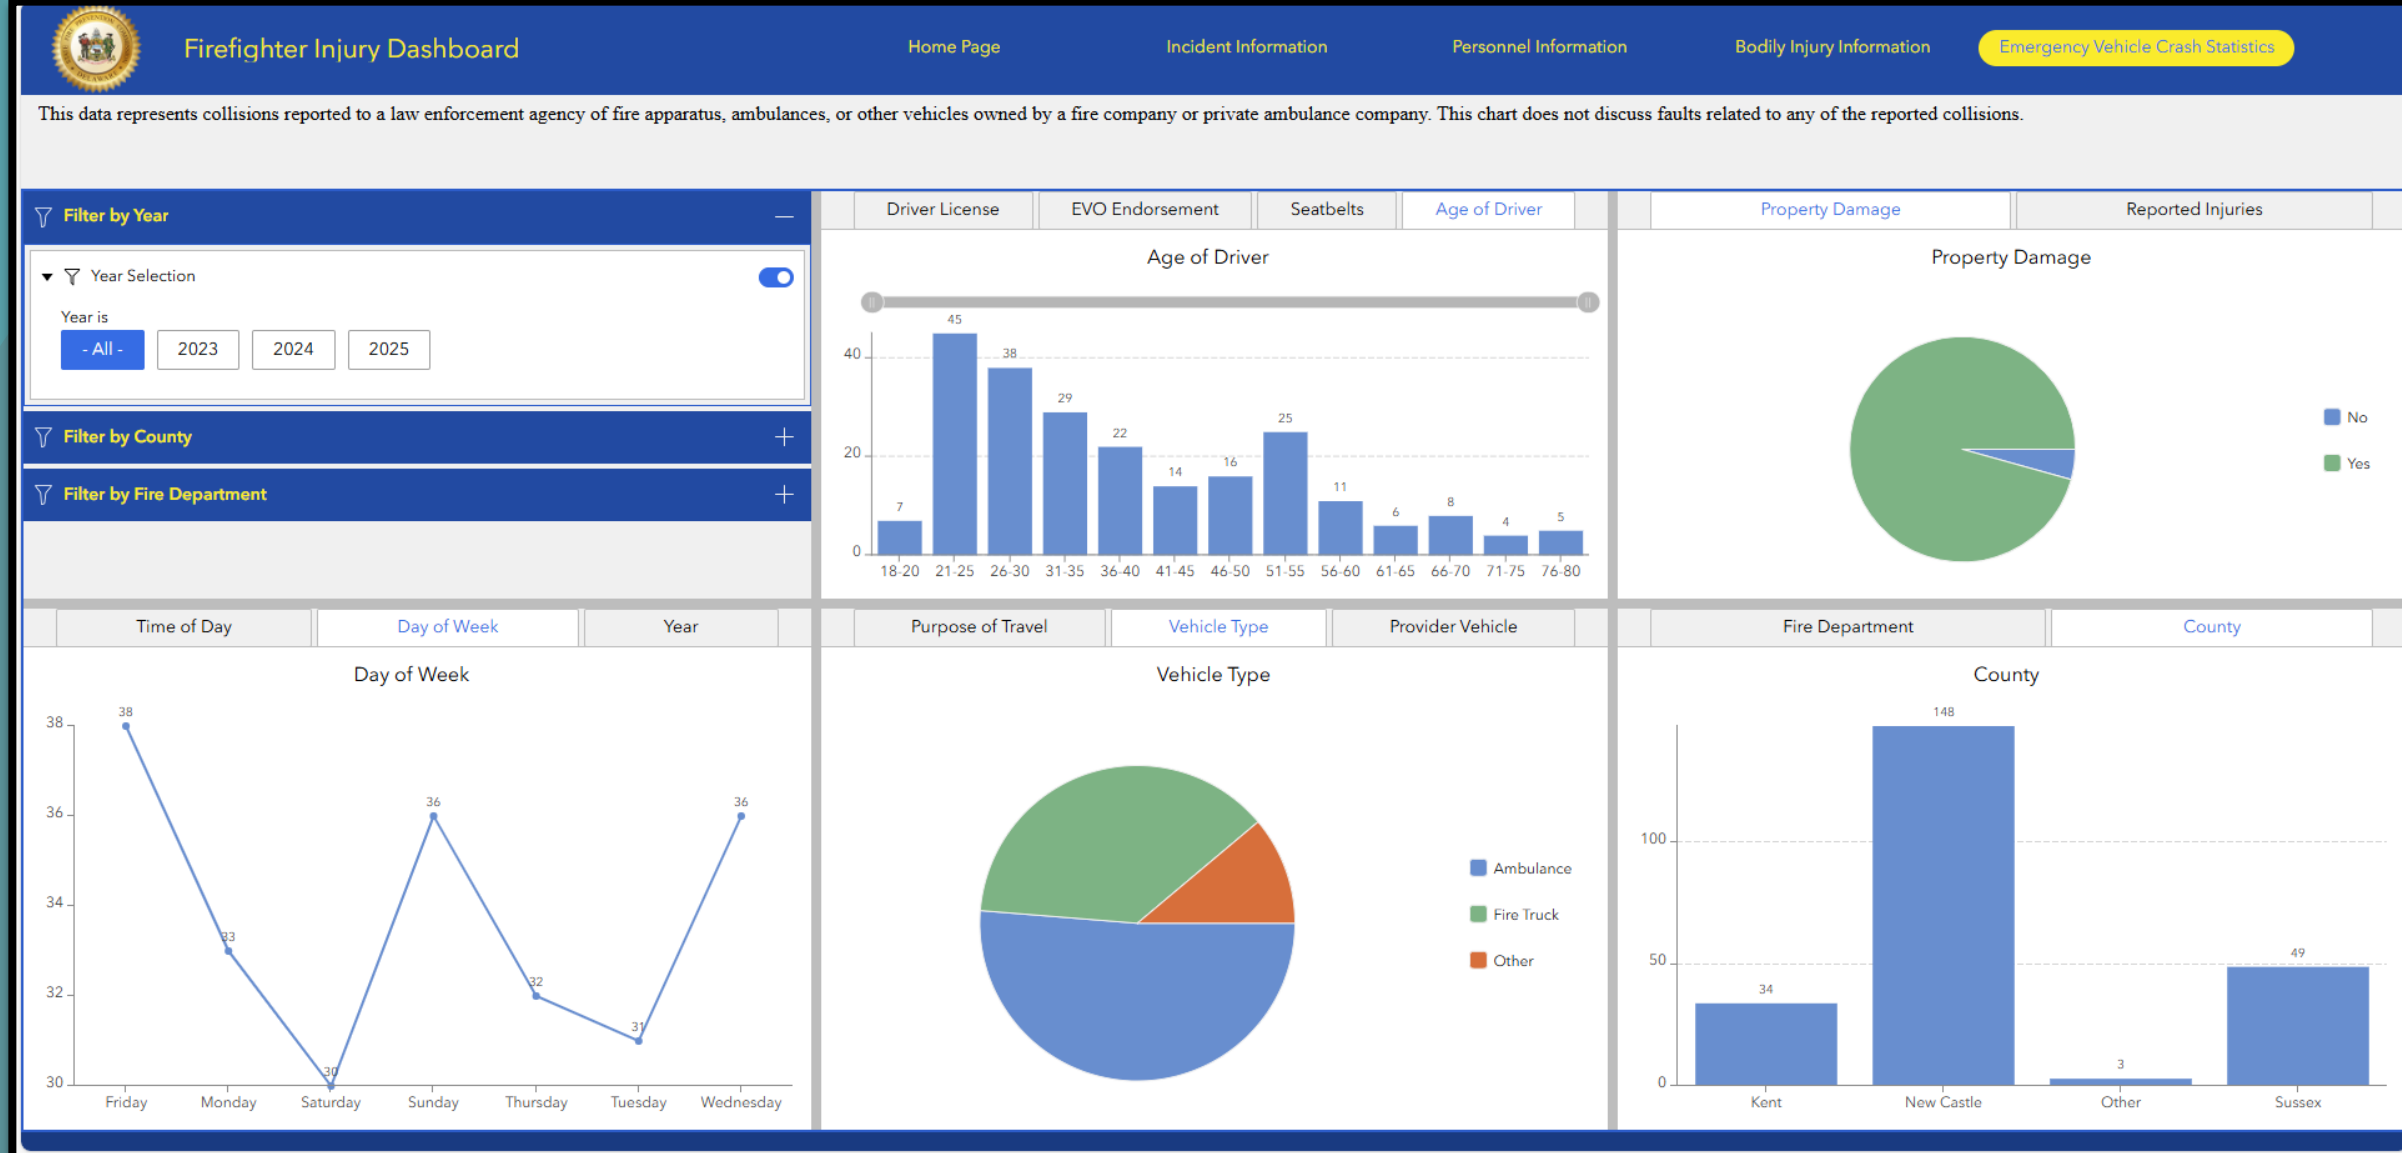 Firefighter Injury Dashboard
Home Page
Incident Information
Personnel Information
Bodily Injury Information
Emergency Vehicle Crash Statistics
This data represents collisions reported to a law enforcement agency of fire apparatus, ambulances, or other vehicles owned by a fire company or private ambulance company. This chart does not discuss faults related to any of the reported collisions.
Filter by Year
Year Selection
Year is
- All - 2023 2024 2025
Filter by County
Filter by Fire Department
Driver License EVO Endorsement Seatbelts Age of Driver
Age of Driver
45
40
38
29
22
25
20
14
16
11
7
6
8
4
5
0
18-20 21-25 26-30 31-35 36-40 41-45 46-50 51-55 56-60 61-65 66-70 71-75 76-80
Property Damage Reported Injuries
Property Damage
No
Yes
Time of Day Day of Week Year
Day of Week
38
38
36
36
36
34
33
32
32
31
30
30
Friday Monday Saturday Sunday Thursday Tuesday Wednesday
Purpose of Travel Vehicle Type Provider Vehicle
Vehicle Type
Ambulance
Fire Truck
Other
Fire Department County
County
148
100
50
49
34
3
0
Kent New Castle Other Sussex